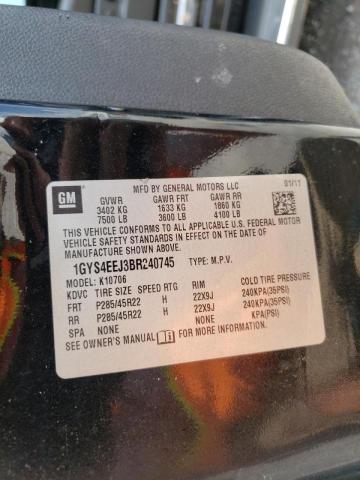 GM
MFD BY GENERAL MOTORS LLC 01/11
GVWR GAWR FRT GAWR RR
3402 KG 1633 KG 1860 KG
7500 LB 3600 LB 4100 LB
THIS VEHICLE CONFORMS TO ALL APPLICABLE U.S. FEDERAL MOTOR
VEHICLE SAFETY STANDARDS IN EFFECT ON THE DATE OF
MANUFACTURE SHOWN ABOVE.
1GYS4EEJ3BR240745 TYPE: M.P.V.
MODEL: K10706
KDVC TIRE SIZE SPEED RTG RIM COLD TIRE PRESSURE
FRT P285/45R22 H 22X9J 240KPA(35PSI)
RR P285/45R22 H 22X9J 240KPA(35PSI)
SPA NONE NONE KPA(PSI)
SEE OWNER'S MANUAL FOR MORE INFORMATION.